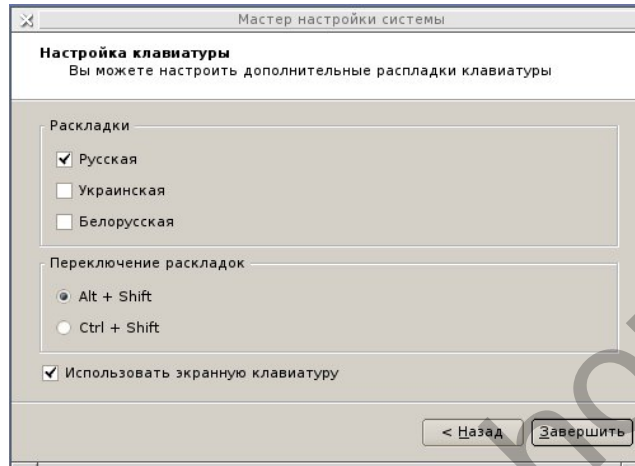 Мастер настройки системы
Настройка клавиатуры
Вы можете настроить дополнительные распладки клавиатуры
Раскладки
Русская
Украинская
Белорусская
Переключение раскладок
Alt + Shift
Ctrl + Shift
Использовать экранную клавиатуру
< Назад
Завершить